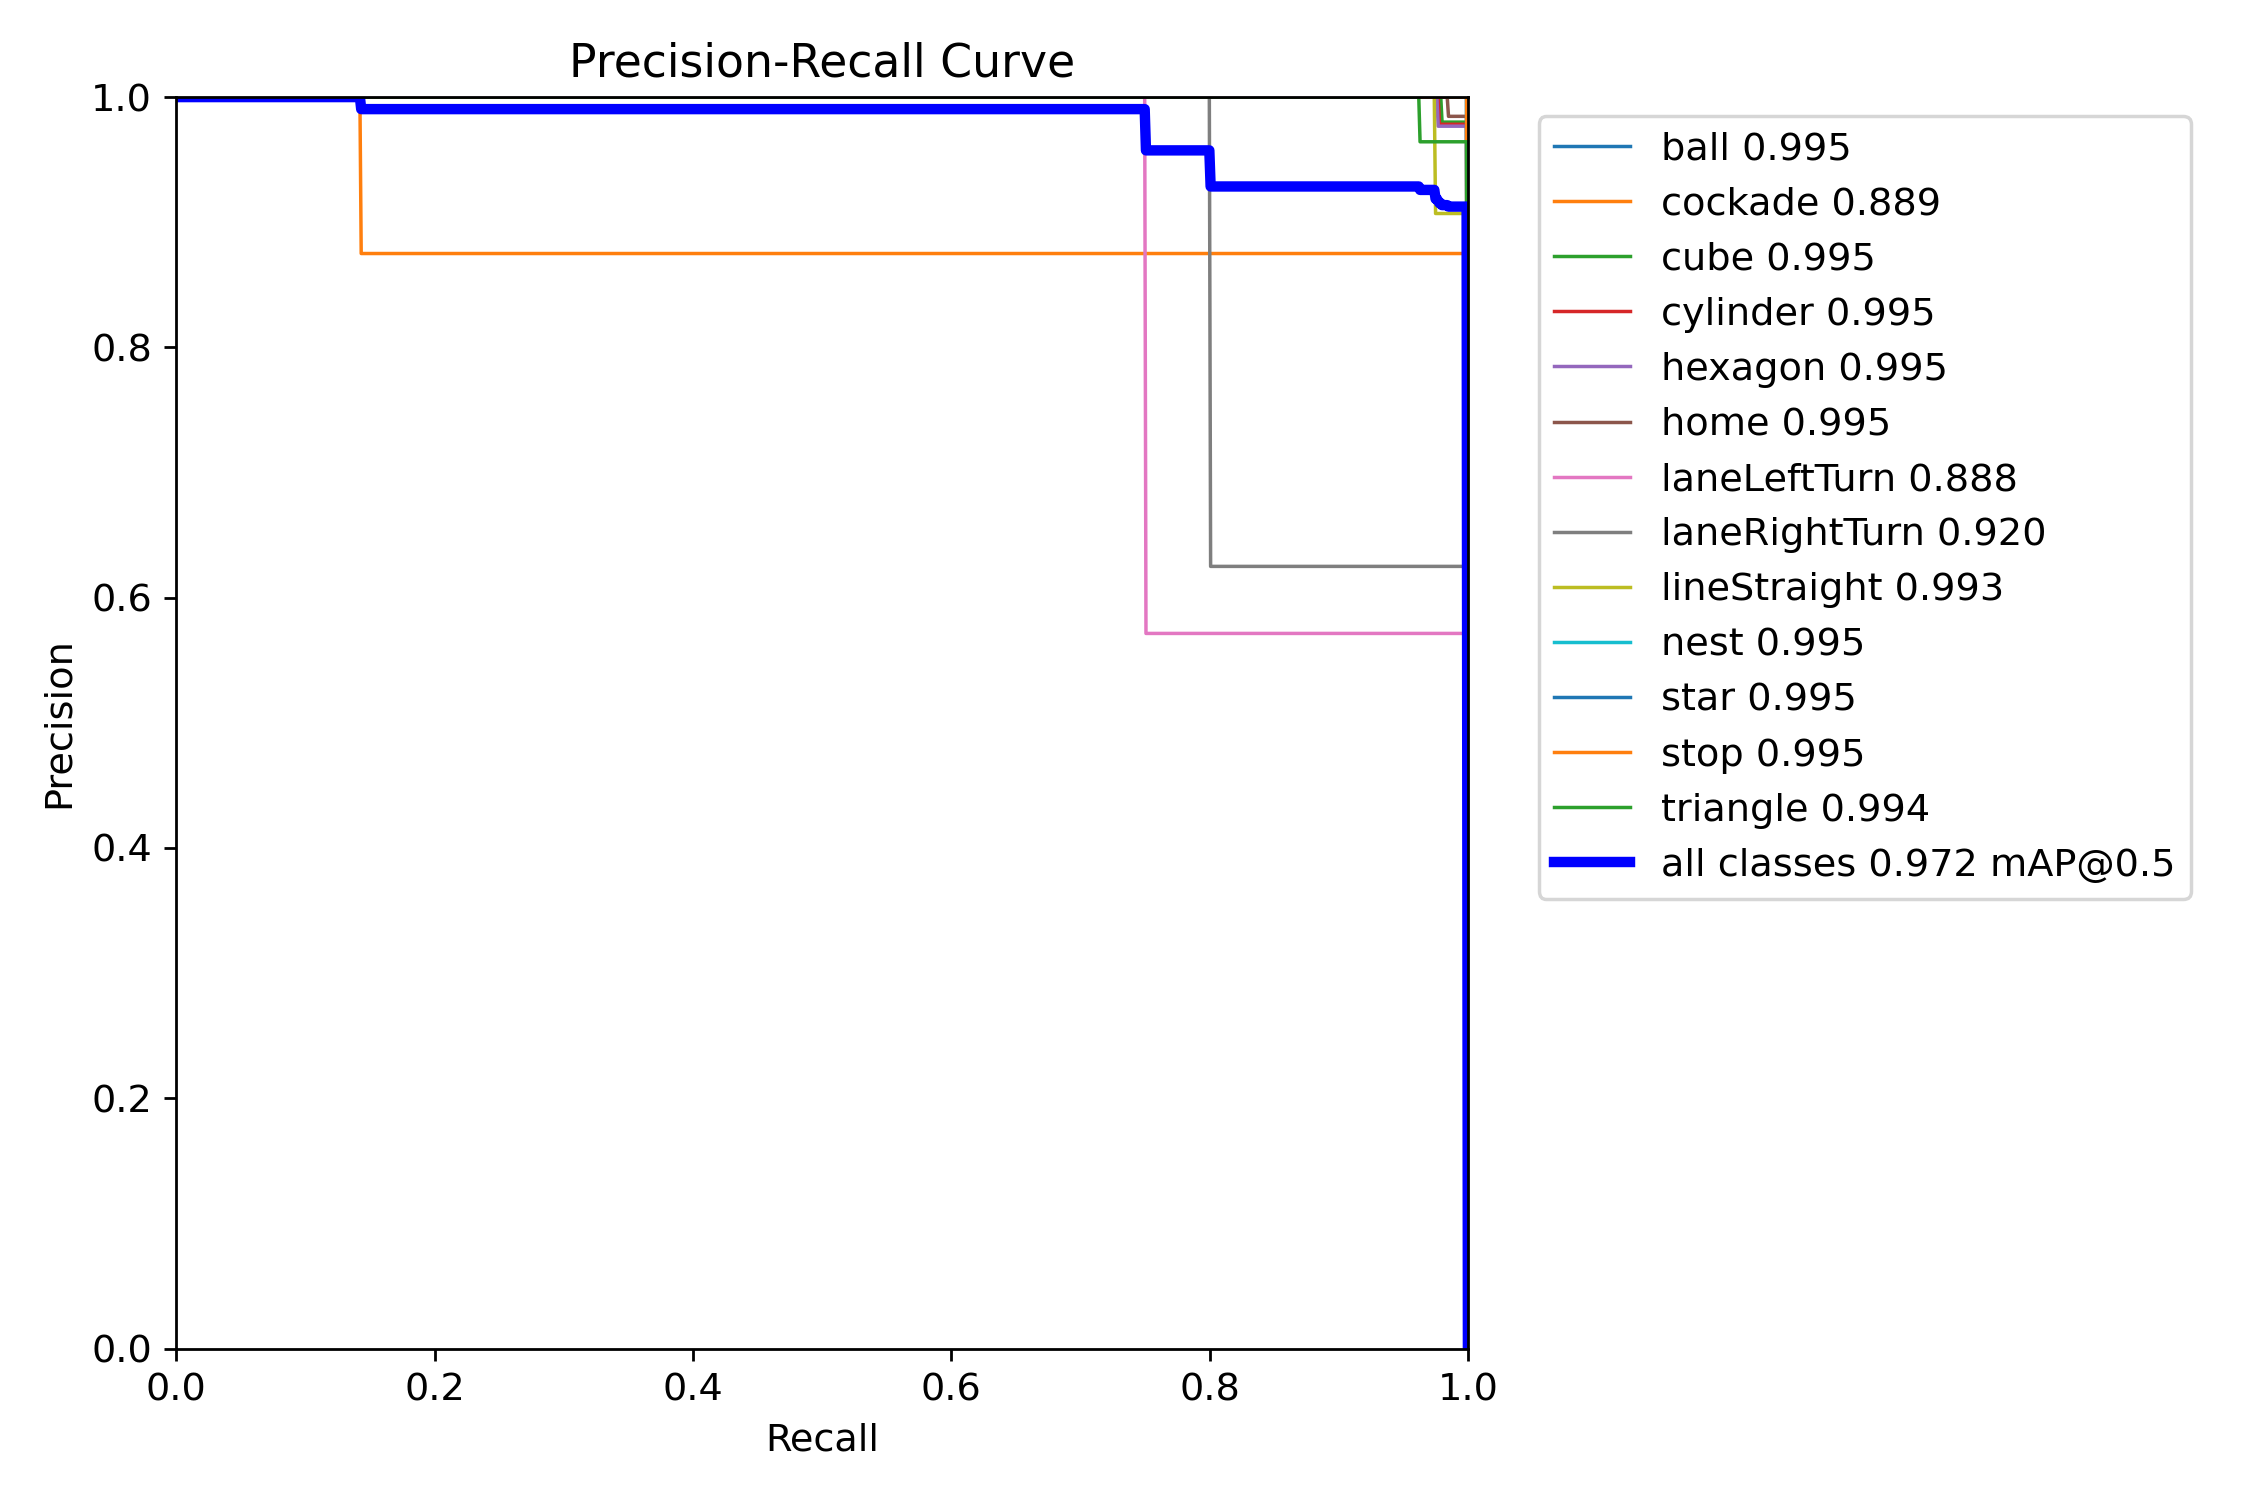 Precision-Recall Curve
1.0
0.8
0.6
0.4
0.2
0.0
Precision
0.0 0.2 0.4 0.6 0.8 1.0
Recall
ball 0.995
cockade 0.889
cube 0.995
cylinder 0.995
hexagon 0.995
home 0.995
laneLeftTurn 0.888
laneRightTurn 0.920
lineStraight 0.993
nest 0.995
star 0.995
stop 0.995
triangle 0.994
all classes 0.972 mAP@0.5